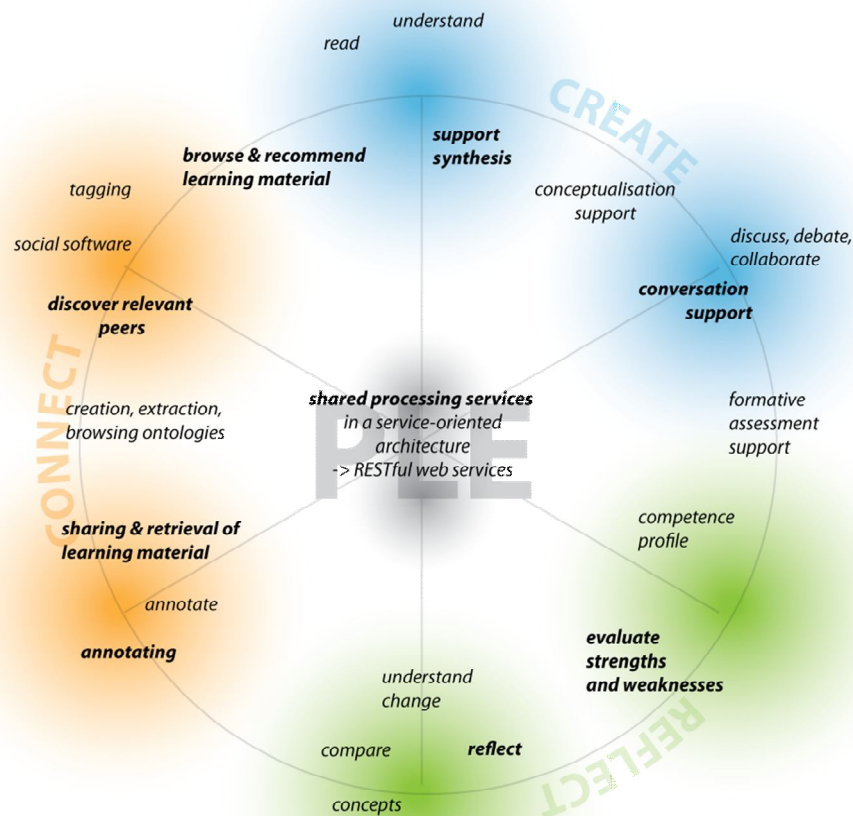 understand
read
CREATE
support
synthesis
browse & recommend
learning material
tagging
conceptualisation
support
social software
discuss, debate,
collaborate
conversation
support
discover relevant
peers
CONNECT
creation, extraction,
browsing ontologies
shared processing services
in a service-oriented
architecture
-> RESTful web services
PLE
formative
assessment
support
sharing & retrieval of
learning material
competence
profile
annotate
annotating
evaluate
strengths
and weaknesses
understand
change
REFLECT
compare
reflect
concepts